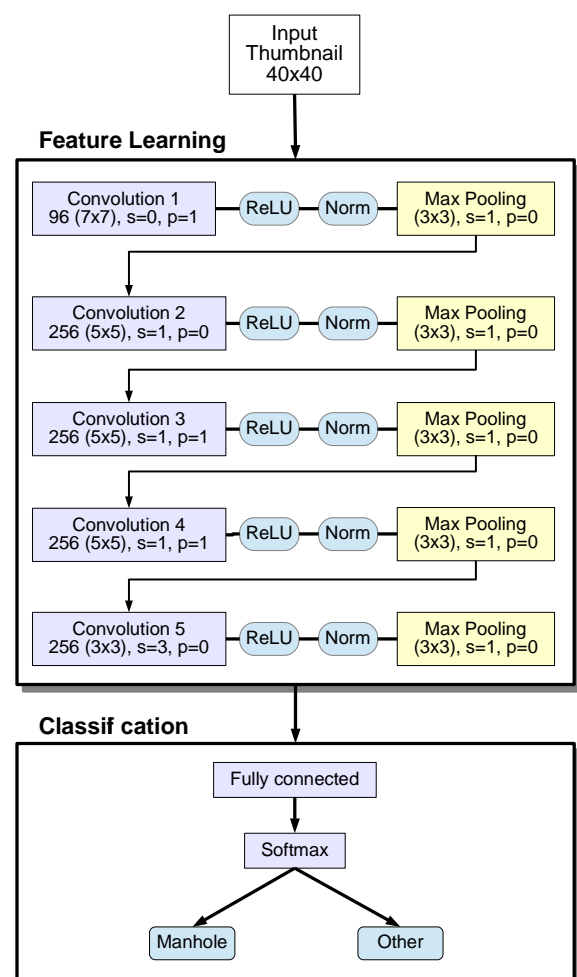 Input
Thumbnail
40x40
Feature Learning
Convolution 1
96 (7x7), s=0, p=1
ReLU
Norm
Max Pooling
(3x3), s=1, p=0
Convolution 2
256 (5x5), s=1, p=0
ReLU
Norm
Max Pooling
(3x3), s=1, p=0
Convolution 3
256 (5x5), s=1, p=1
ReLU
Norm
Max Pooling
(3x3), s=1, p=0
Convolution 4
256 (5x5), s=1, p=1
ReLU
Norm
Max Pooling
(3x3), s=1, p=0
Convolution 5
256 (3x3), s=3, p=0
ReLU
Norm
Max Pooling
(3x3), s=1, p=0
Classif cation
Fully connected
Softmax
Manhole
Other